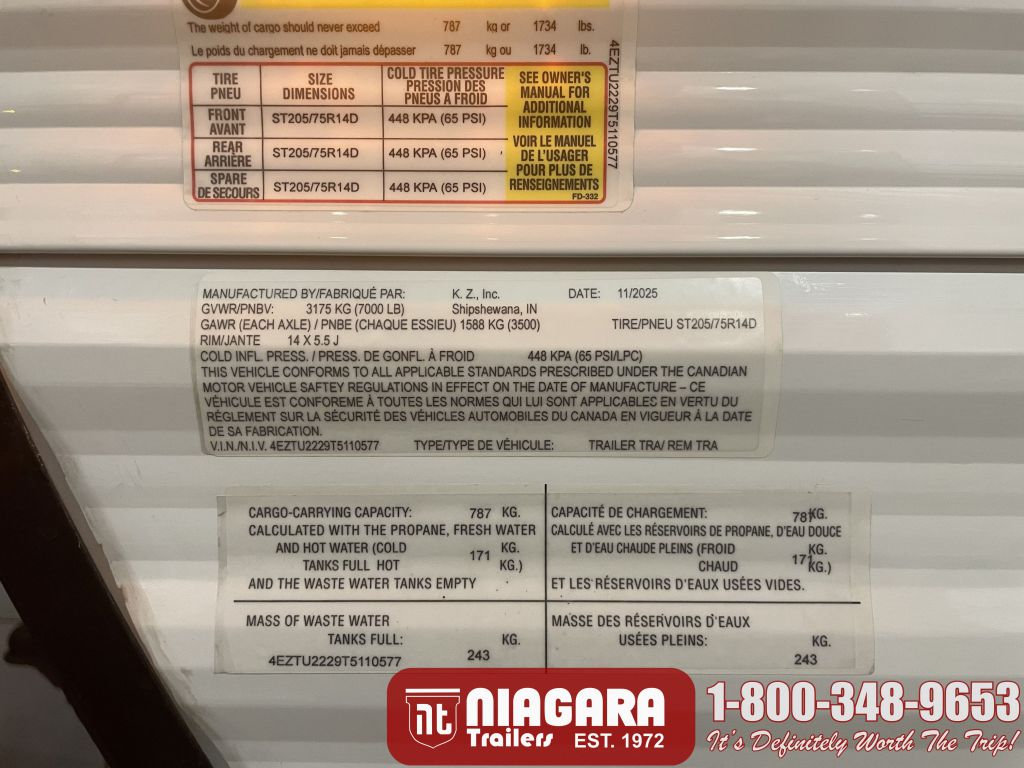 The weight of cargo should never exceed 787 kg or 1734 lbs.
Le poids du chargement ne doit jamais dépasser 787 kg ou 1734 lb.
TIRE PNEU SIZE DIMENSIONS COLD TIRE PRESSURE PRESSION DES PNEUS À FROID
FRONT AVANT ST205/75R14D 448 KPA (65 PSI)
REAR ARRIÈRE ST205/75R14D 448 KPA (65 PSI)
SPARE DE SECOURS ST205/75R14D 448 KPA (65 PSI)
SEE OWNER'S
MANUAL FOR
ADDITIONAL
INFORMATION
VOIR LE MANUEL
DE L'USAGER
POUR PLUS DE
RENSEIGNEMENTS
FD-332
4EZTU2229T5110577
MANUFACTURED BY/FABRIQUÉ PAR: K. Z., Inc. DATE: 11/2025
GVWR/PNBV: 3175 KG (7000 LB) Shipshewana, IN
GAWR (EACH AXLE) / PNBE (CHAQUE ESSIEU) 1588 KG (3500) TIRE/PNEU ST205/75R14D
RIM/JANTE 14 X 5.5 J
COLD INFL. PRESS. / PRESS. DE GONFL. À FROID 448 KPA (65 PSI/LPC)
THIS VEHICLE CONFORMS TO ALL APPLICABLE STANDARDS PRESCRIBED UNDER THE CANADIAN
MOTOR VEHICLE SAFTEY REGULATIONS IN EFFECT ON THE DATE OF MANUFACTURE – CE
VÉHICULE EST CONFOREME À TOUTES LES NORMES QUI LUI SONT APPLICABLES EN VERTU DU
RÈGLEMENT SUR LA SÉCURITÉ DES VÉHICULES AUTOMOBILES DU CANADA EN VIGUEUR À LA DATE
DE SA FABRICATION.
V.I.N./N.I.V. 4EZTU2229T5110577 TYPE/TYPE DE VÉHICULE: TRAILER TRA/ REM TRA
CARGO-CARRYING CAPACITY: 787 KG.
CALCULATED WITH THE PROPANE, FRESH WATER
AND HOT WATER (COLD 171 KG.
TANKS FULL HOT KG.)
AND THE WASTE WATER TANKS EMPTY
CAPACITÉ DE CHARGEMENT: 787 KG.
CALCULÉ AVEC LES RÉSERVOIRS DE PROPANE, D'EAU DOUCE
ET D'EAU CHAUDE PLEINS (FROID KG.
CHAUD 171 KG.)
ET LES RÉSERVOIRS D'EAUX USÉES VIDES.
MASS OF WASTE WATER
TANKS FULL: KG.
4EZTU2229T5110577 243
MASSE DES RÉSERVOIRS D'EAUX
USÉES PLEINS: KG.
243
nt NIAGARA
Trailers EST. 1972
1-800-348-9653
It's Definitely Worth The Trip!